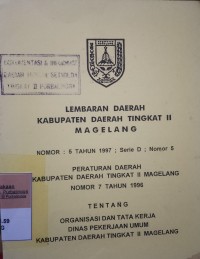 LEMBARAN DAERAH
KABUPATEN DAERAH TINGKAT II
MAGELANG
NOMOR : 5 TAHUN 1997 ; Serie D ; Nomor 5
PERATURAN DAERAH
KABUPATEN DAERAH TINGKAT II MAGELANG
NOMOR 7 TAHUN 1996
TENTANG
ORGANISASI DAN TATA KERJA
DINAS PEKERJAAN UMUM
KABUPATEN DAERAH TINGKAT II MAGELANG